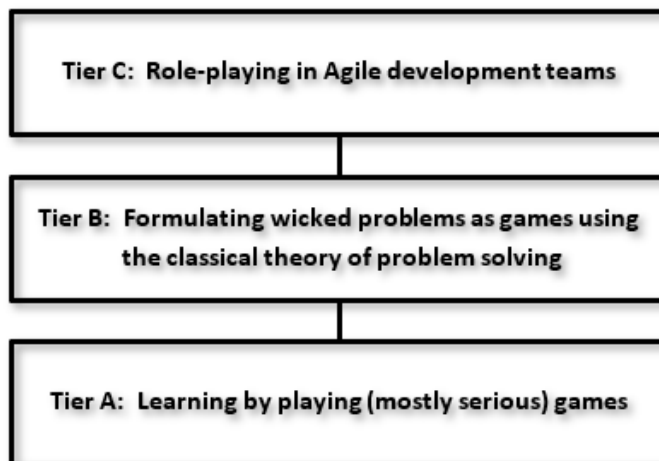 Tier C: Role-playing in Agile development teams
Tier B: Formulating wicked problems as games using
the classical theory of problem solving
Tier A: Learning by playing (mostly serious) games